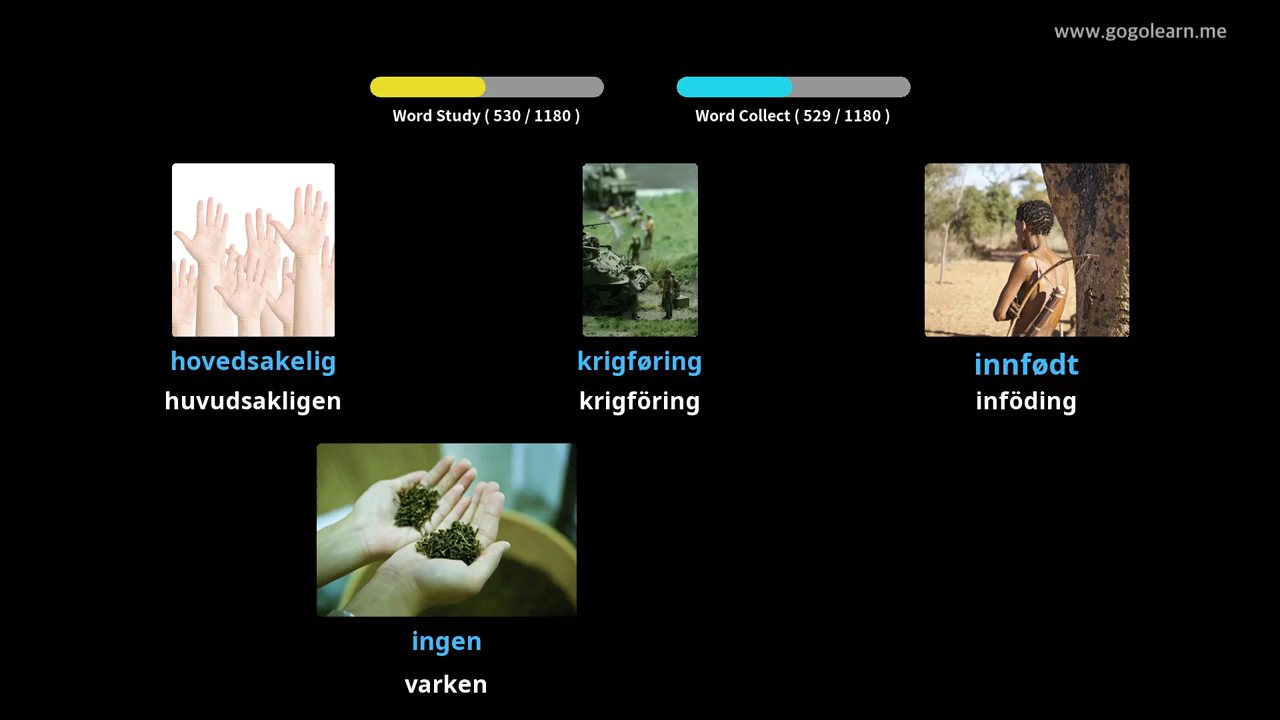 www.gogolearn.me
Word Study ( 530 / 1180 )
Word Collect ( 529 / 1180 )
hovedsakelig
huvudsakligen
krigføring
krigföring
innfødt
inföding
ingen
varken